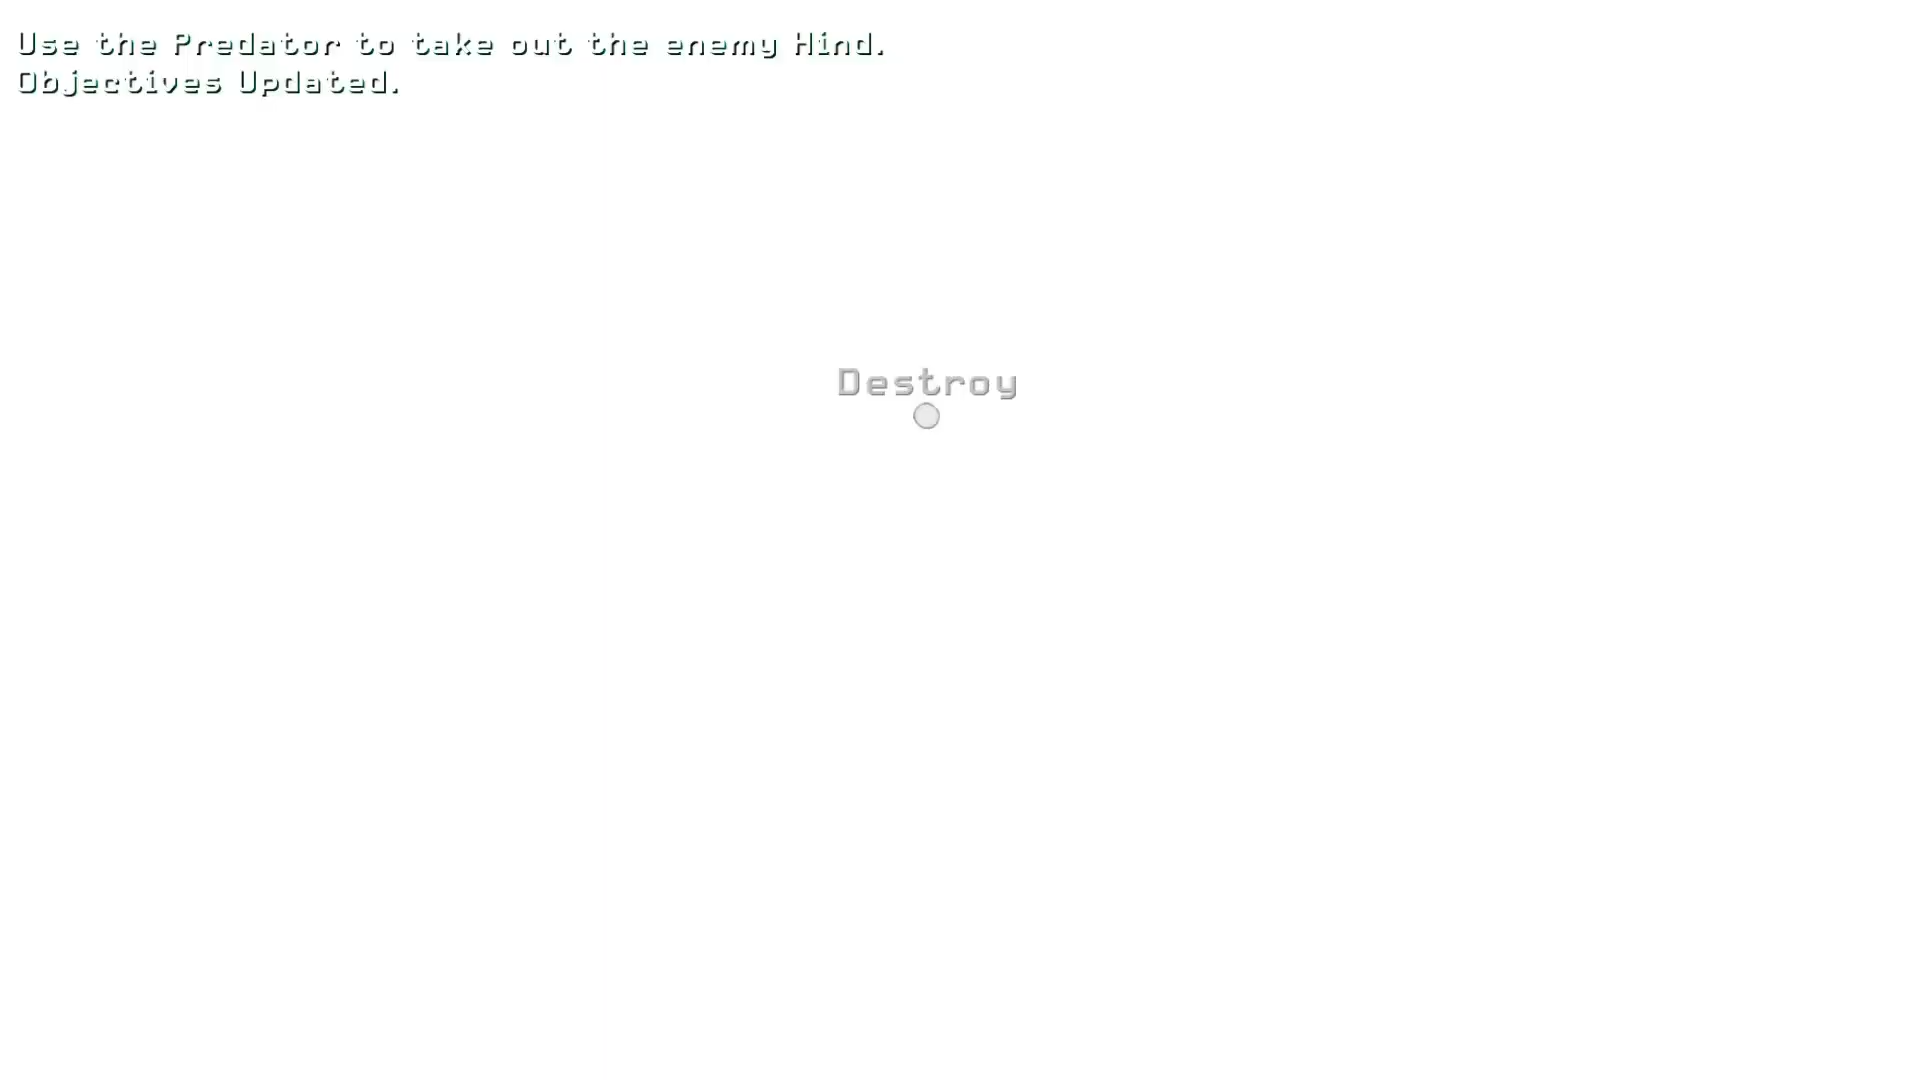 Use the Predator to take out the enemy Hind.
Objectives Updated.
Destroy